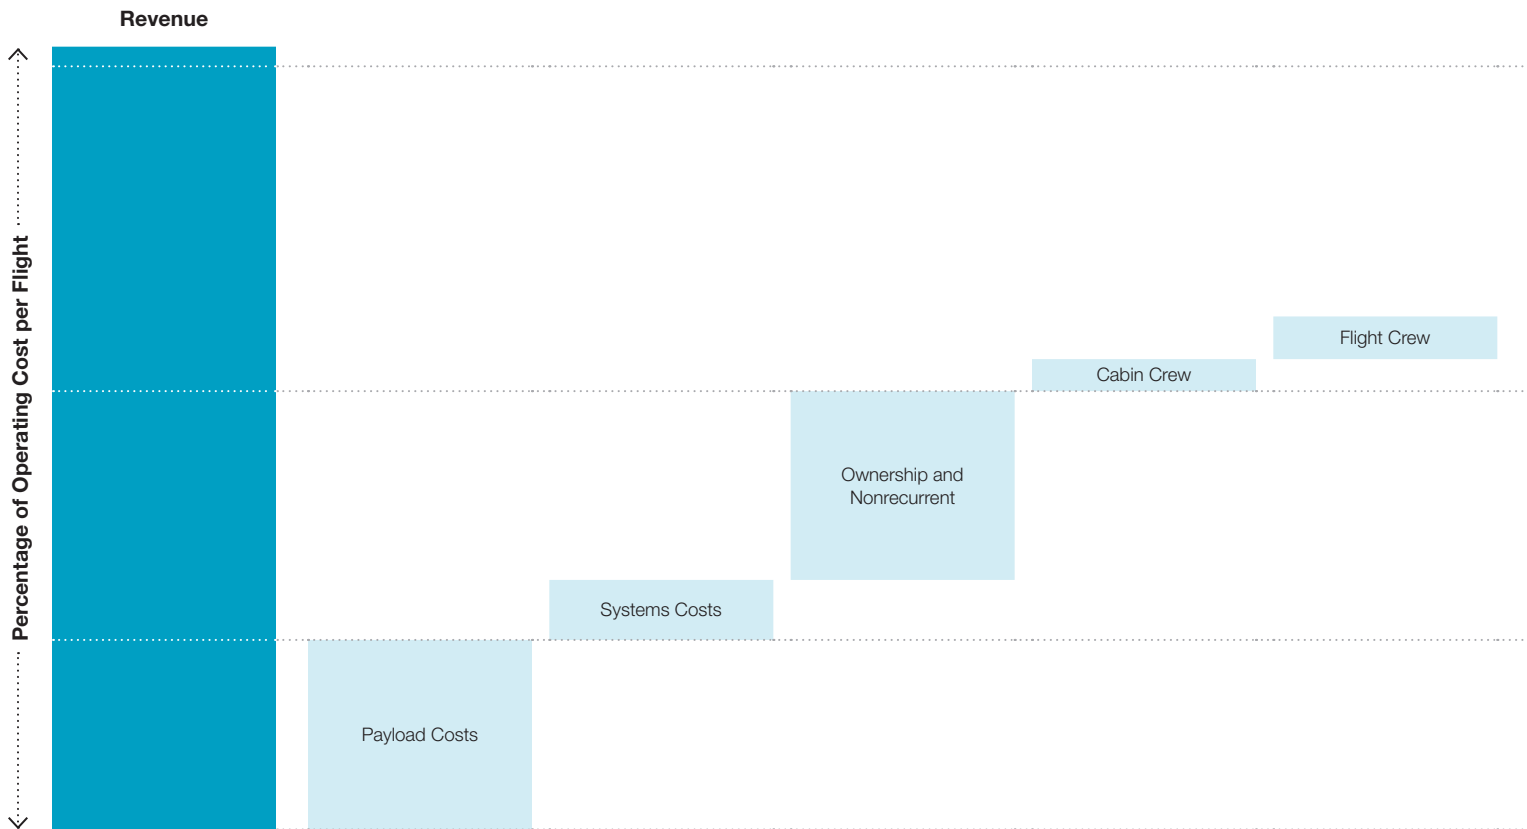 Revenue
Percentage of Operating Cost per Flight
Flight Crew
Cabin Crew
Ownership and
Nonrecurrent
Systems Costs
Payload Costs